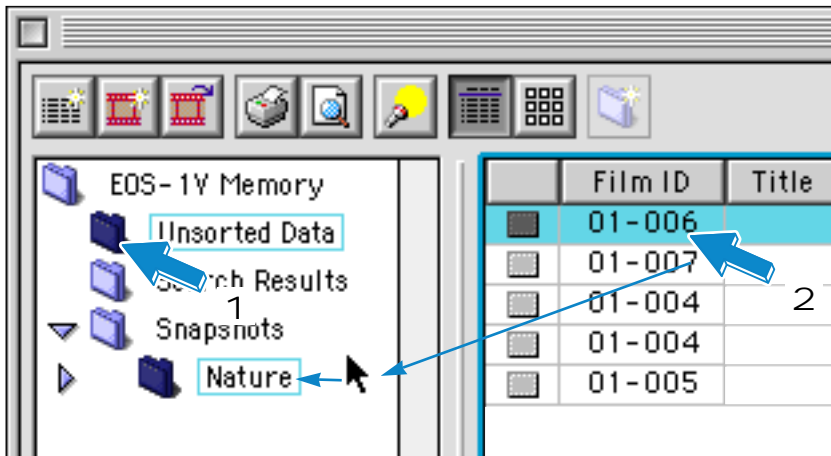 EOS-1V Memory
Unsorted Data
Search Results
1
Snapshots
Nature
Film ID Title
01-006
01-007
2
01-004
01-004
01-005